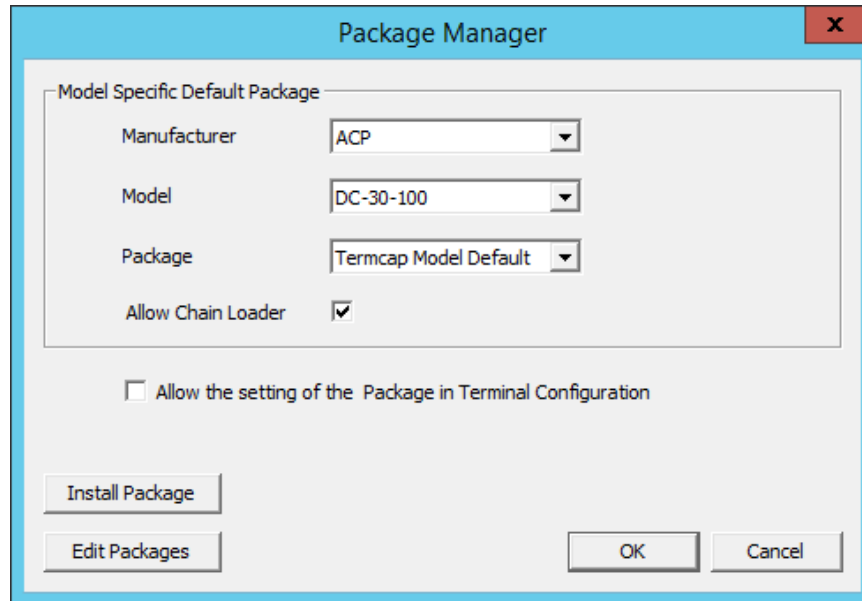 Package Manager
x
Model Specific Default Package
Manufacturer ACP
Model DC-30-100
Package Termcap Model Default
Allow Chain Loader
Allow the setting of the Package in Terminal Configuration
Install Package
Edit Packages OK Cancel